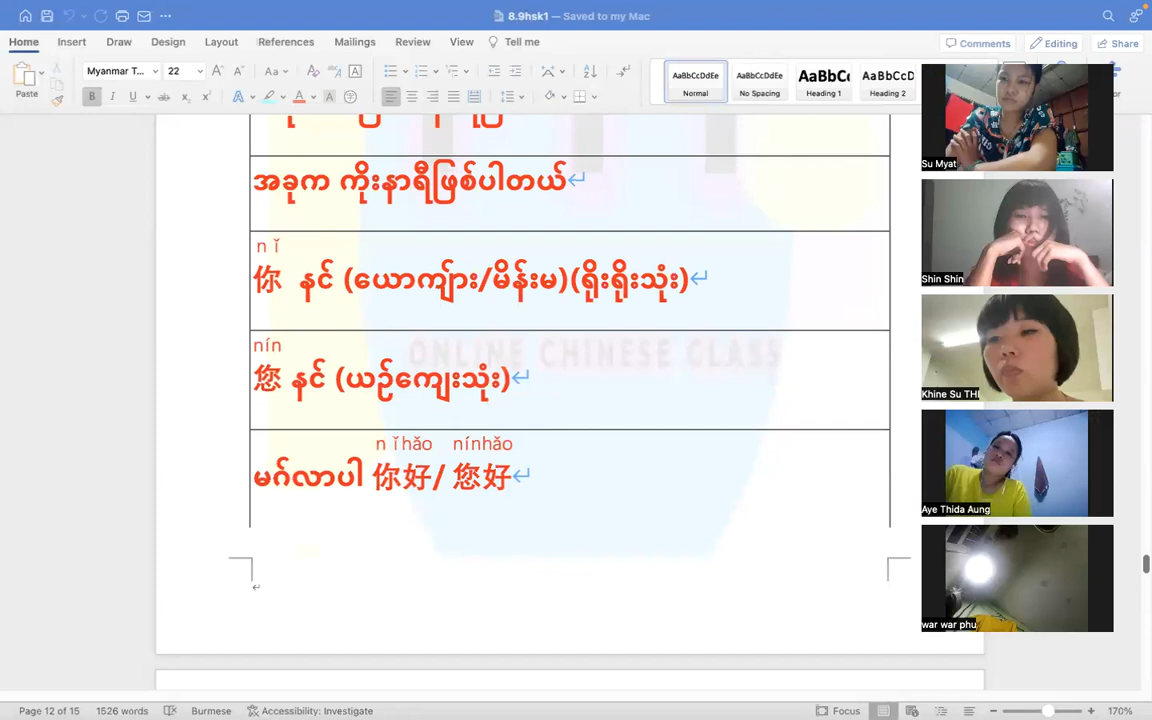 8.9hsk1 — Saved to my Mac
Home Insert Draw Design Layout References Mailings Review View Tell me
Comments Editing Share
Paste
Myanmar T... 22
AaBbCcDdEe AaBbCcDdEe AaBbCc AaBbCcD
Normal No Spacing Heading 1 Heading 2
Su Myat
အခုက ကိုးနာရီဖြစ်ပါတယ်
nǐ
你 နင် (ယောက်ျား/မိန်းမ)(ရိုးရိုးသုံး)
Shin Shin
nín
您 နင် (ယဉ်ကျေးသုံး)
ONLINE CHINESE CLASS
Khine Su THI
nǐhǎo nínhǎo
မင်္ဂလာပါ 你好/ 您好
Aye Thida Aung
war war phu
Page 12 of 15 1526 words Burmese Accessibility: Investigate Focus 170%